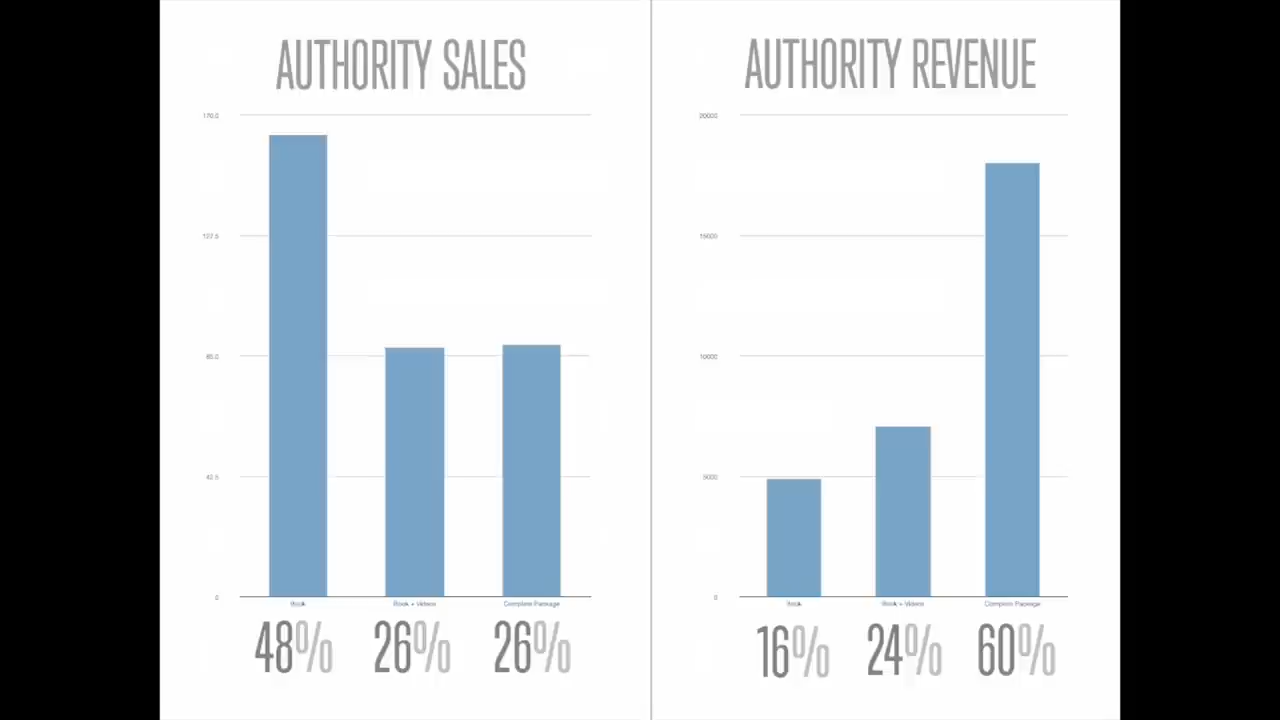 AUTHORITY SALES
170.0
127.5
85.0
42.5
0
Book
Book + Videos
Complete Package
48%
26%
26%
AUTHORITY REVENUE
20000
15000
10000
5000
0
Book
Book + Videos
Complete Package
16%
24%
60%